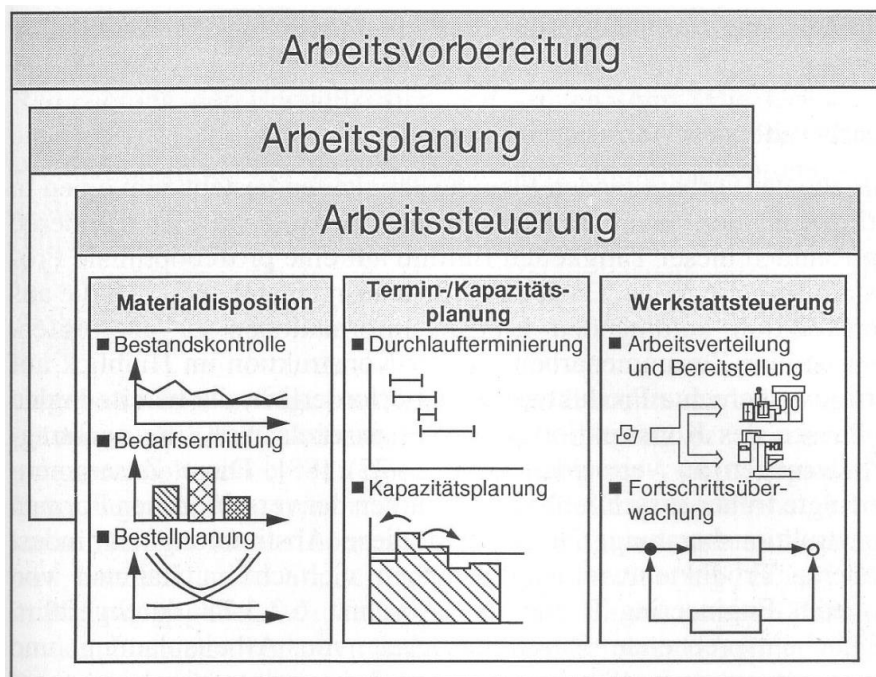 Arbeitsvorbereitung
Arbeitsplanung
Arbeitssteuerung
Materialdisposition
Bestandskontrolle
Bedarfsermittlung
Bestellplanung
Termin-/Kapazitäts-
planung
Durchlaufterminierung
Kapazitätsplanung
Werkstattsteuerung
Arbeitsverteilung
und Bereitstellung
Fortschrittsüber-
wachung